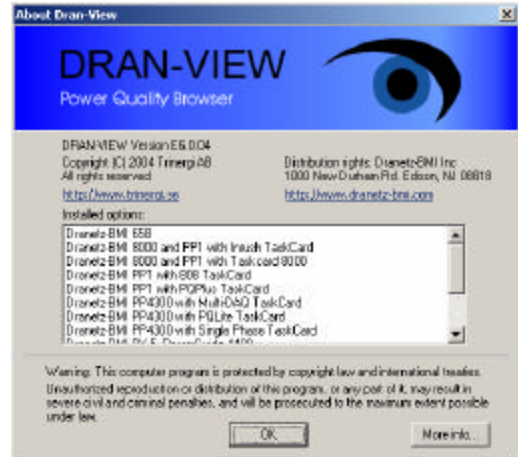 About Dran-View
DRAN-VIEW
Power Quality Browser
DRAN-VIEW Version E6.0.04
Copyright (C) 2004 Trinergi AB
All rights reserved
http://www.trinergi.se
Distribution rights: Dranetz-BMI Inc
1000 New Durham Rd. Edison, NJ 08818
http://www.dranetz-bmi.com
Installed options:
Dranetz-BMI 658
Dranetz-BMI 8000 and PP1 with Inrush TaskCard
Dranetz-BMI 8000 and PP1 with Taskcard 8000
Dranetz-BMI PP1 with 808 TaskCard
Dranetz-BMI PP1 with PQPlus TaskCard
Dranetz-BMI PP4300 with MultiDAQ TaskCard
Dranetz-BMI PP4300 with PQLite TaskCard
Dranetz-BMI PP4300 with Single Phase TaskCard
Warning: This computer program is protected by copyright law and international treaties.
Unauthorized reproduction or distribution of this program, or any part of it, may result in
severe civil and criminal penalties, and will be prosecuted to the maximum extent possible
under law.
OK
More info...